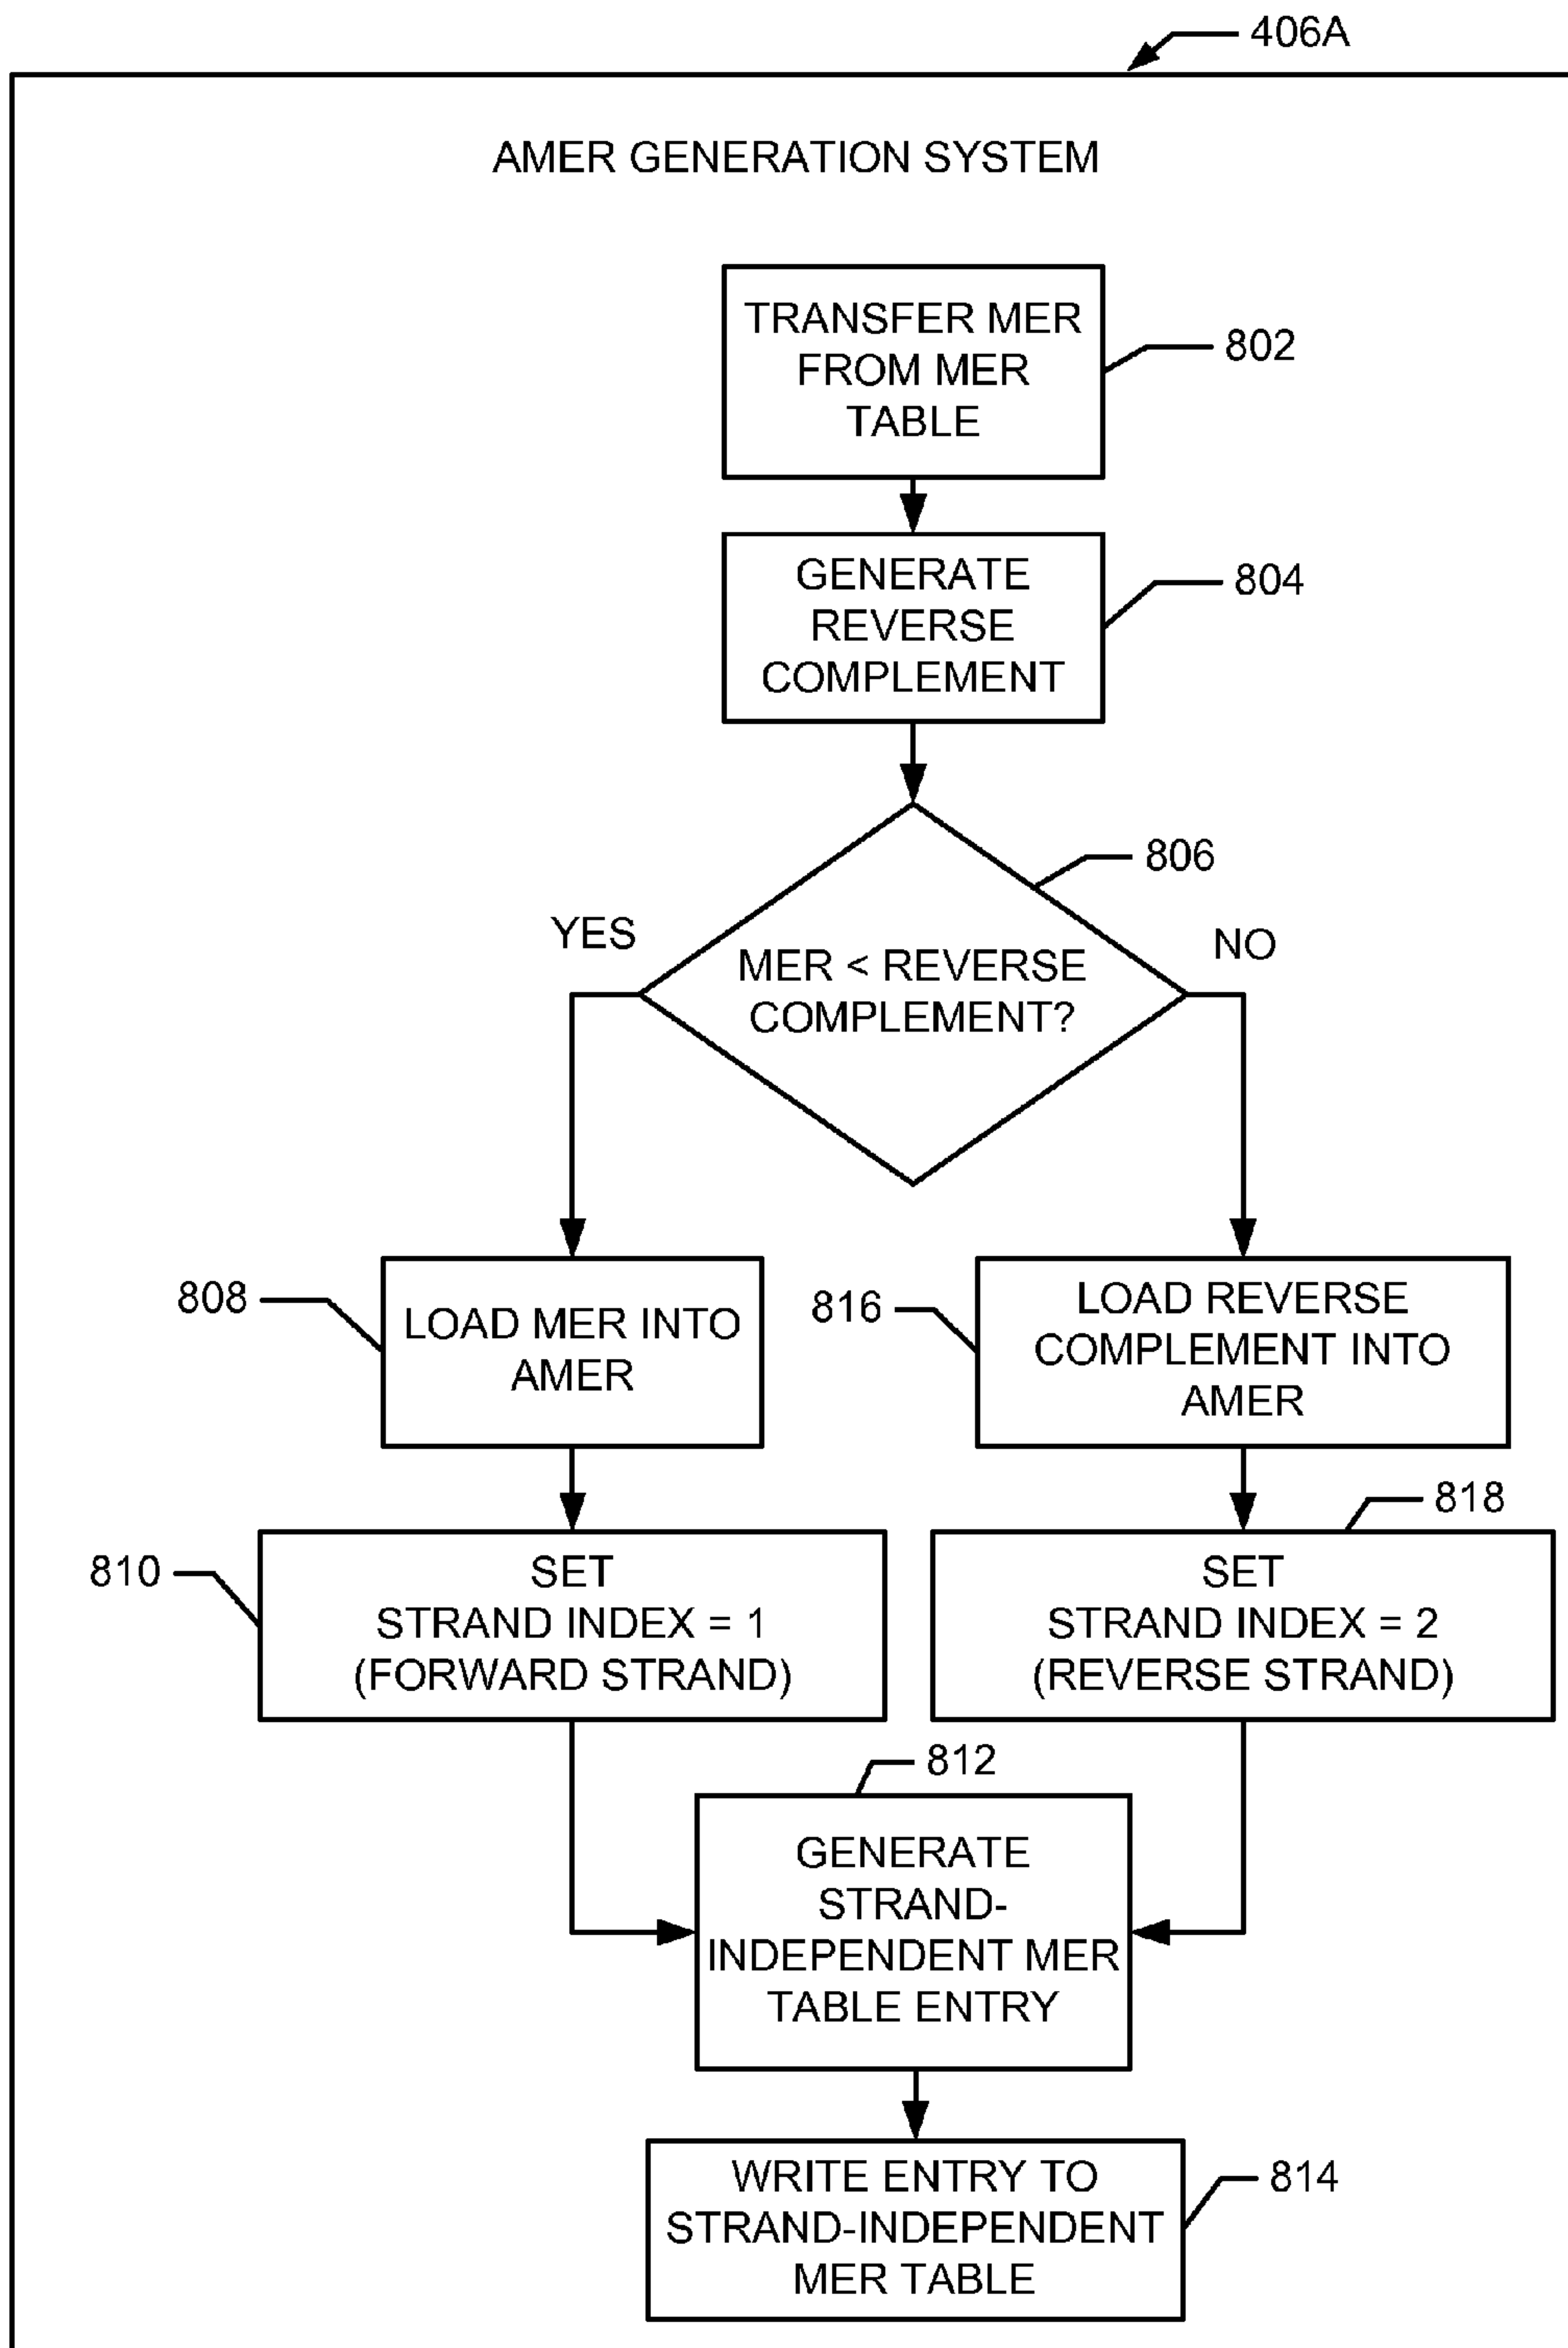 406A
AMER GENERATION SYSTEM
TRANSFER MER
FROM MER
TABLE
802
GENERATE
REVERSE
COMPLEMENT
804
806
YES
NO
MER < REVERSE
COMPLEMENT?
808
LOAD MER INTO
AMER
816
LOAD REVERSE
COMPLEMENT INTO
AMER
810
SET
STRAND INDEX = 1
(FORWARD STRAND)
818
SET
STRAND INDEX = 2
(REVERSE STRAND)
812
GENERATE
STRAND-
INDEPENDENT MER
TABLE ENTRY
WRITE ENTRY TO
STRAND-INDEPENDENT
MER TABLE
814